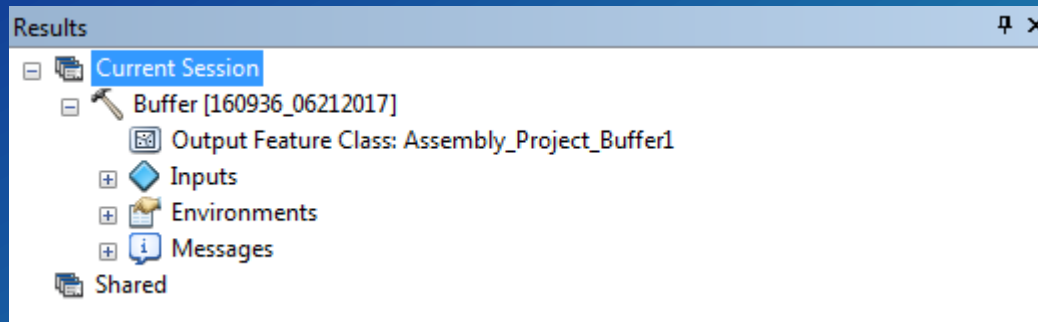 Results
Current Session
Buffer [160936_06212017]
Output Feature Class: Assembly_Project_Buffer1
Inputs
Environments
Messages
Shared